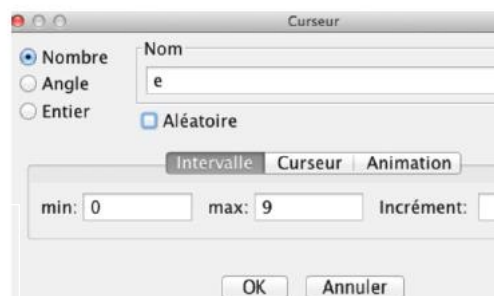 Curseur
Nombre
Angle
Entier
Nom
e
Aléatoire
Intervalle Curseur Animation
min: 0 max: 9 Incrément:
OK Annuler